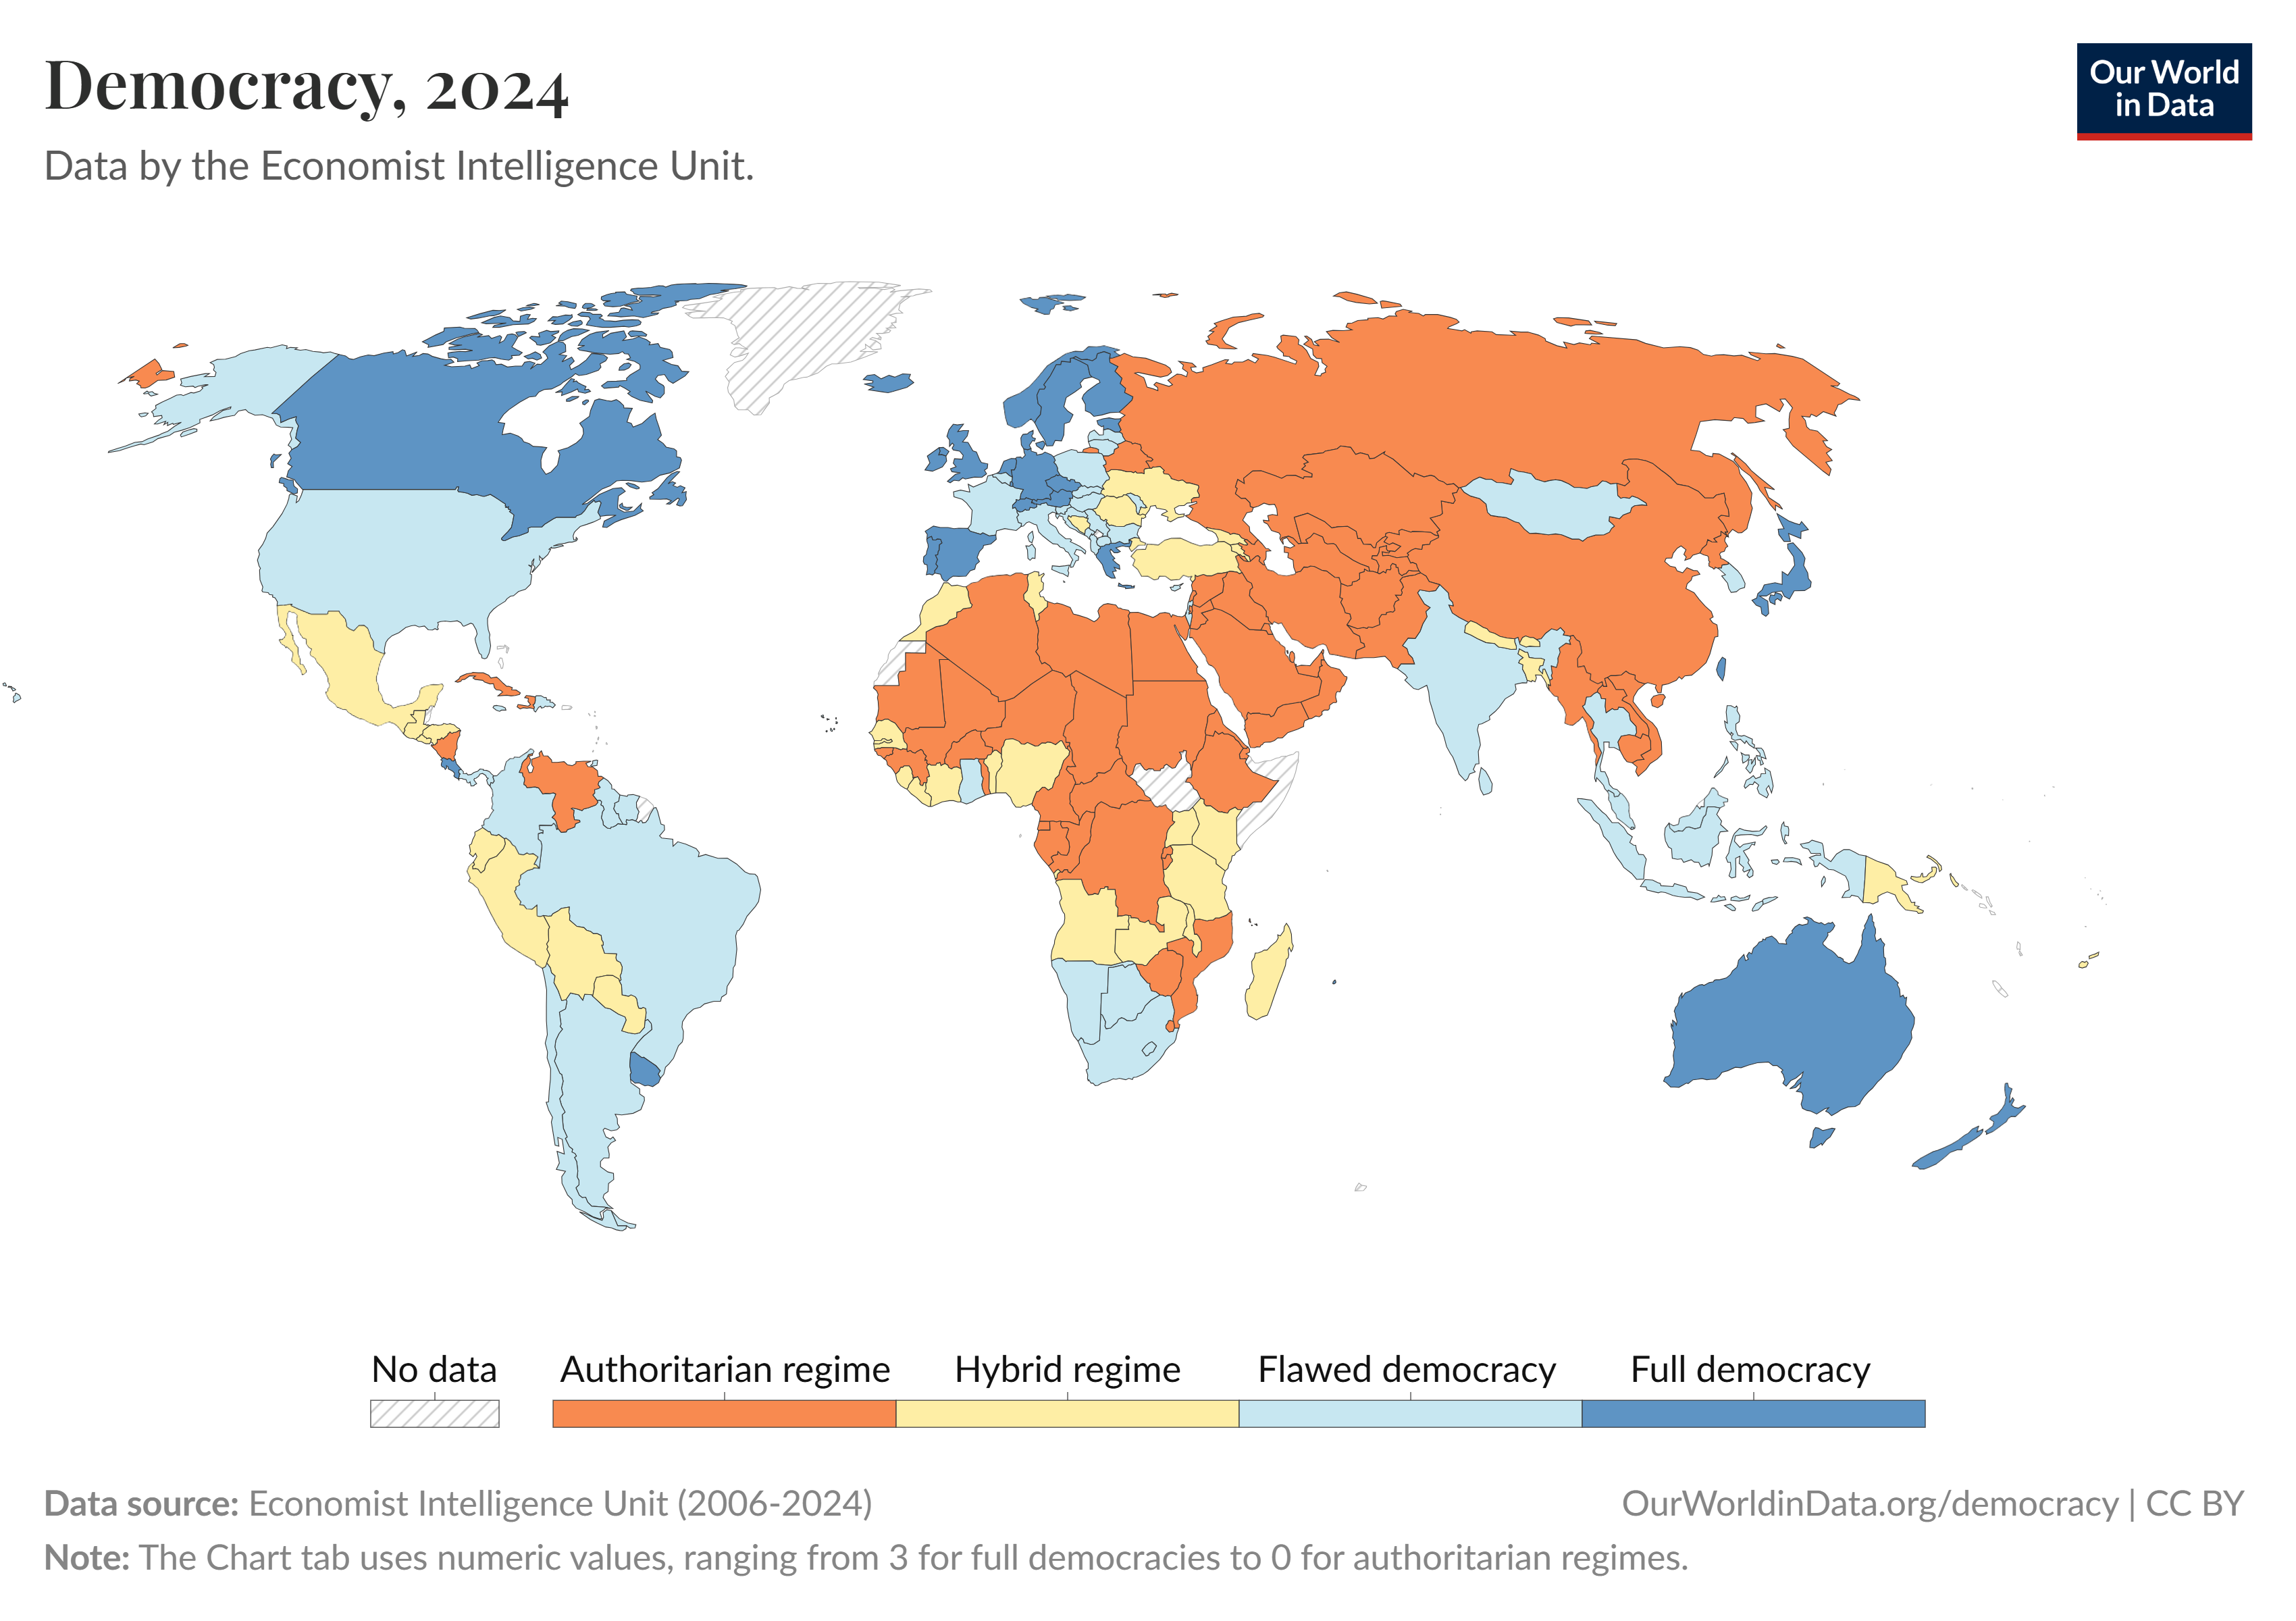 Democracy, 2024
Our World
in Data
Data by the Economist Intelligence Unit.
No data
Authoritarian regime
Hybrid regime
Flawed democracy
Full democracy
Data source: Economist Intelligence Unit (2006-2024)
OurWorldinData.org/democracy | CC BY
Note: The Chart tab uses numeric values, ranging from 3 for full democracies to 0 for authoritarian regimes.